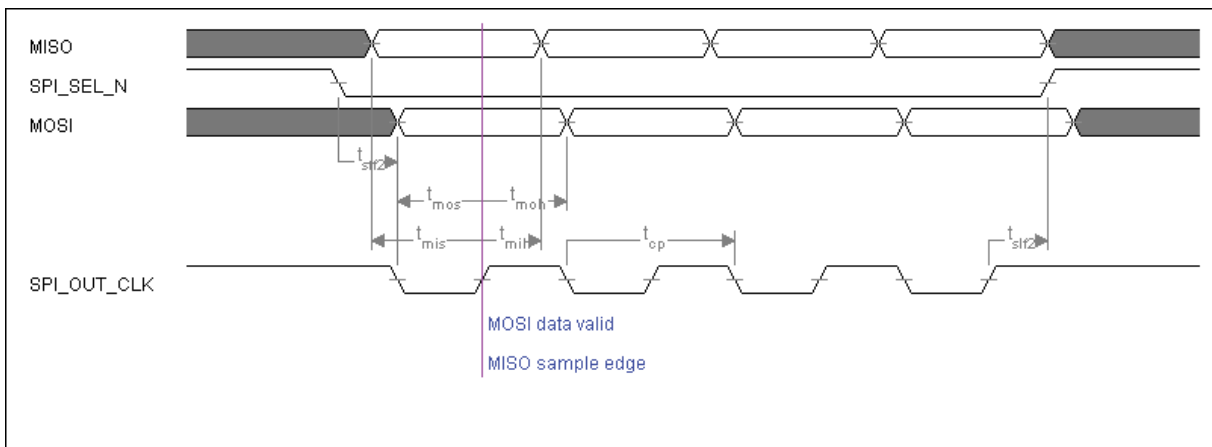 MISO
SPI_SEL_N
MOSI
tslf2
tmos
tmoh
tmis
tmih
tcp
tslf2
SPI_OUT_CLK
MOSI data valid
MISO sample edge